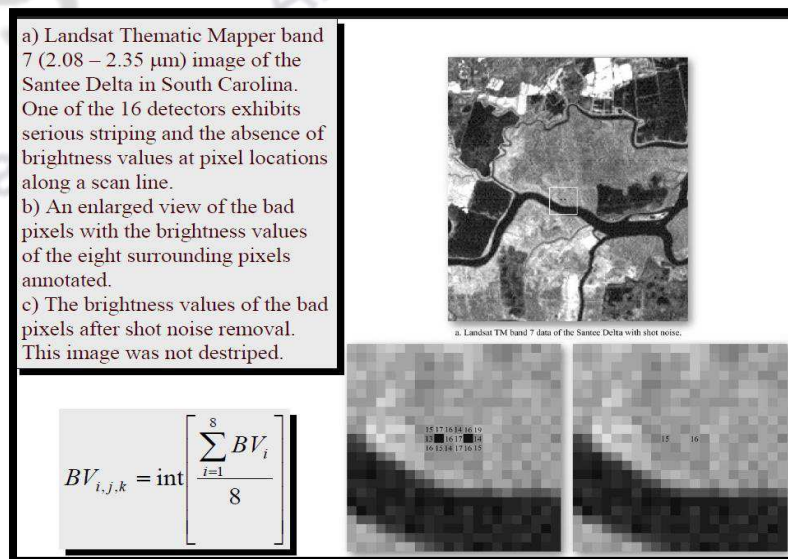 a) Landsat Thematic Mapper band
7 (2.08 – 2.35 μm) image of the
Santee Delta in South Carolina.
One of the 16 detectors exhibits
serious striping and the absence of
brightness values at pixel locations
along a scan line.
b) An enlarged view of the bad
pixels with the brightness values
of the eight surrounding pixels
annotated.
c) The brightness values of the bad
pixels after shot noise removal.
This image was not destriped.
a. Landsat TM band 7 data of the Santee Delta with shot noise.
15 17 16 14 16 19
13 16 17 14
16 15 14 17 16 15
15 16
BV i,j,k = int [ 8 ∑ i=1 BV i / 8 ]